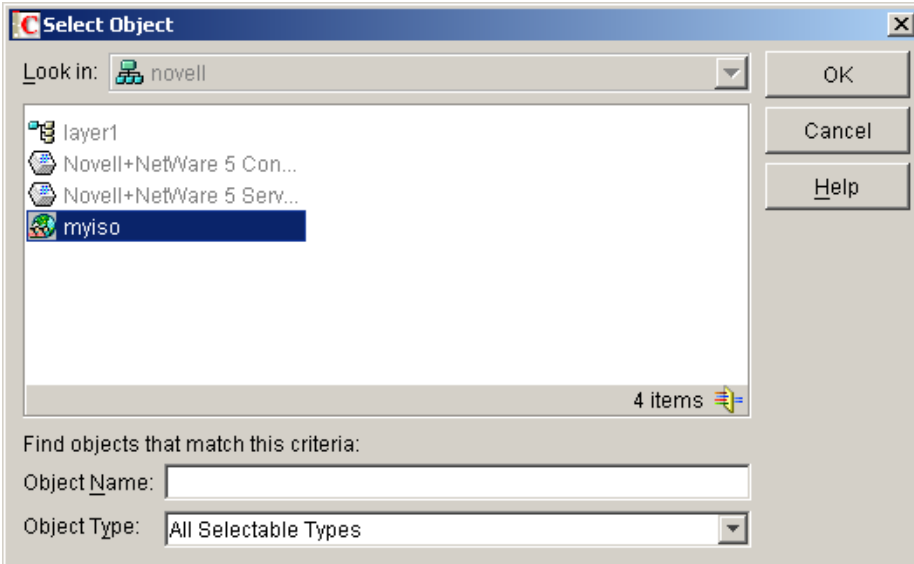 Select Object
Look in: novell
OK
layer1
Cancel
Novell+NetWare 5 Con...
Novell+NetWare 5 Serv...
Help
myiso
4 items
Find objects that match this criteria:
Object Name:
Object Type: All Selectable Types